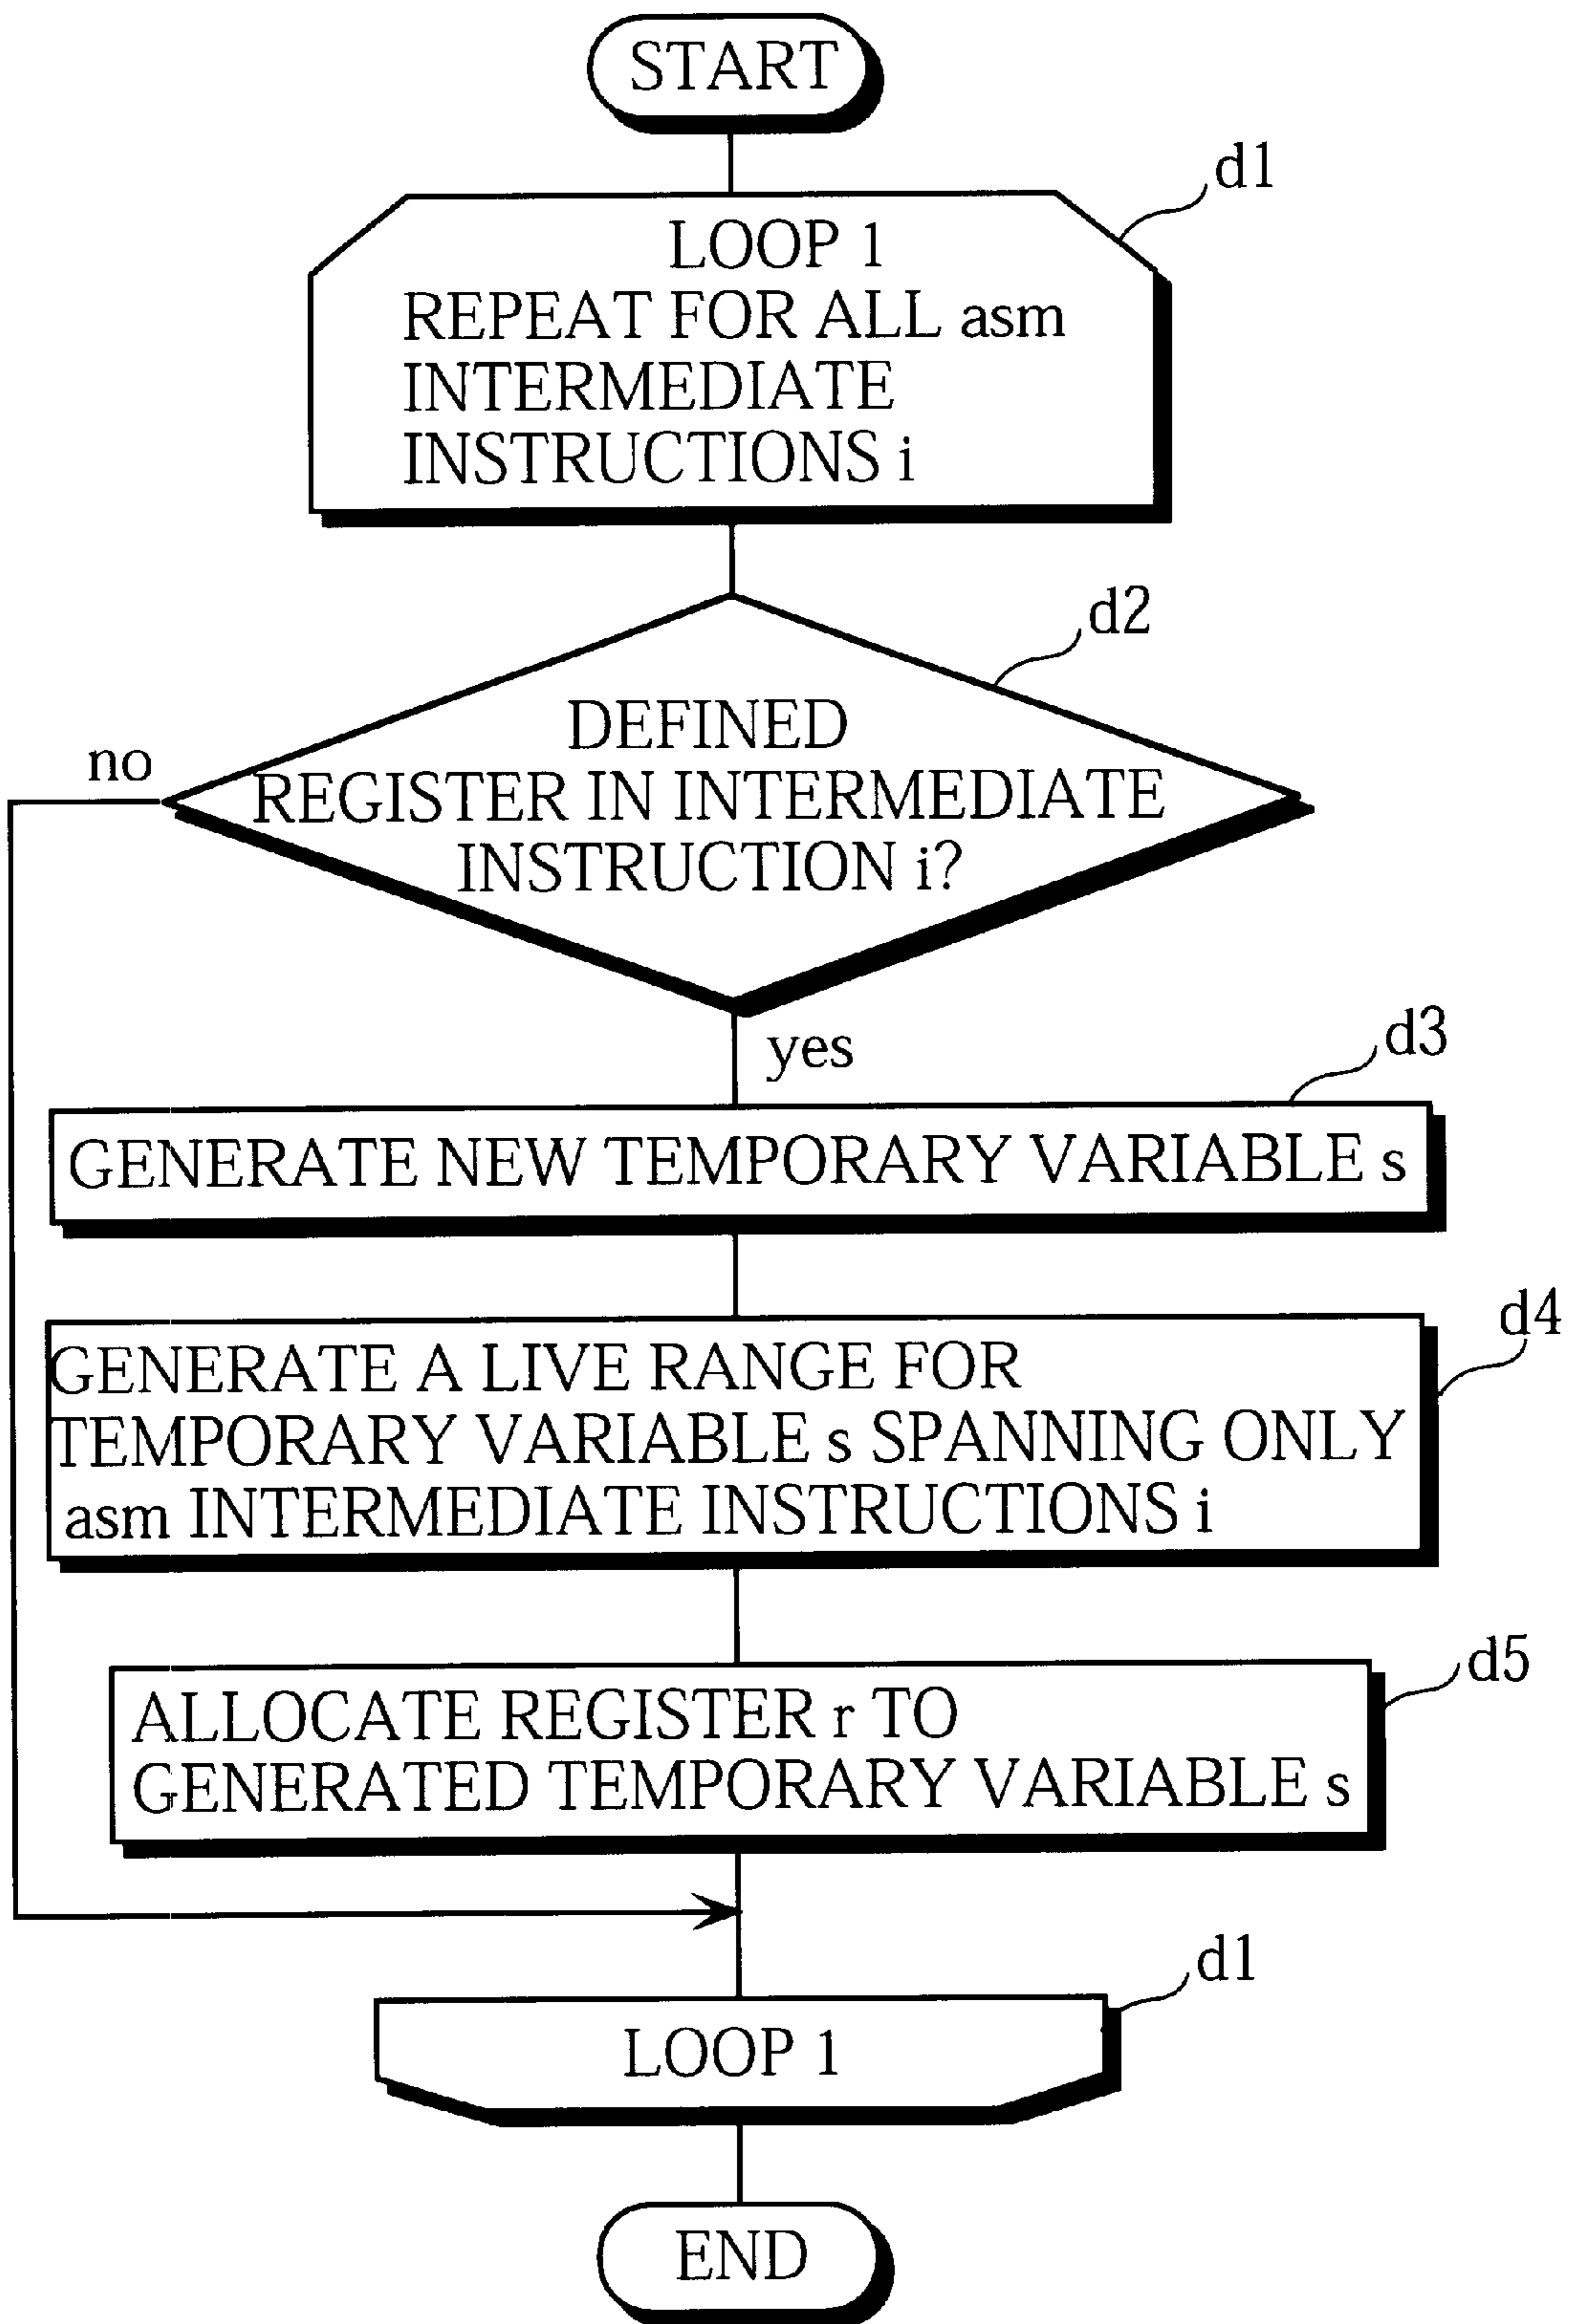 START
d1
LOOP 1
REPEAT FOR ALL asm
INTERMEDIATE
INSTRUCTIONS i
d2
DEFINED
REGISTER IN INTERMEDIATE
INSTRUCTION i?
no
yes
d3
GENERATE NEW TEMPORARY VARIABLE s
d4
GENERATE A LIVE RANGE FOR
TEMPORARY VARIABLE s SPANNING ONLY
asm INTERMEDIATE INSTRUCTIONS i
d5
ALLOCATE REGISTER r TO
GENERATED TEMPORARY VARIABLE s
d1
LOOP 1
END